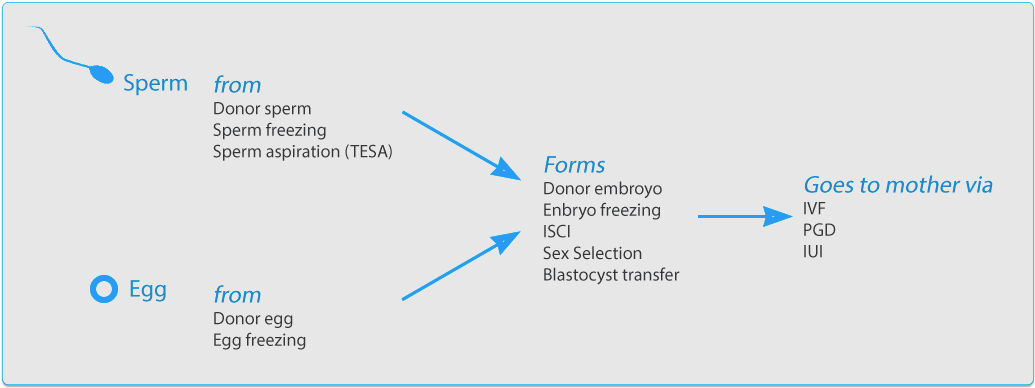 Sperm
from
Donor sperm
Sperm freezing
Sperm aspiration (TESA)
Egg
from
Donor egg
Egg freezing
Forms
Donor embroyo
Enbryo freezing
ISCI
Sex Selection
Blastocyst transfer
Goes to mother via
IVF
PGD
IUI